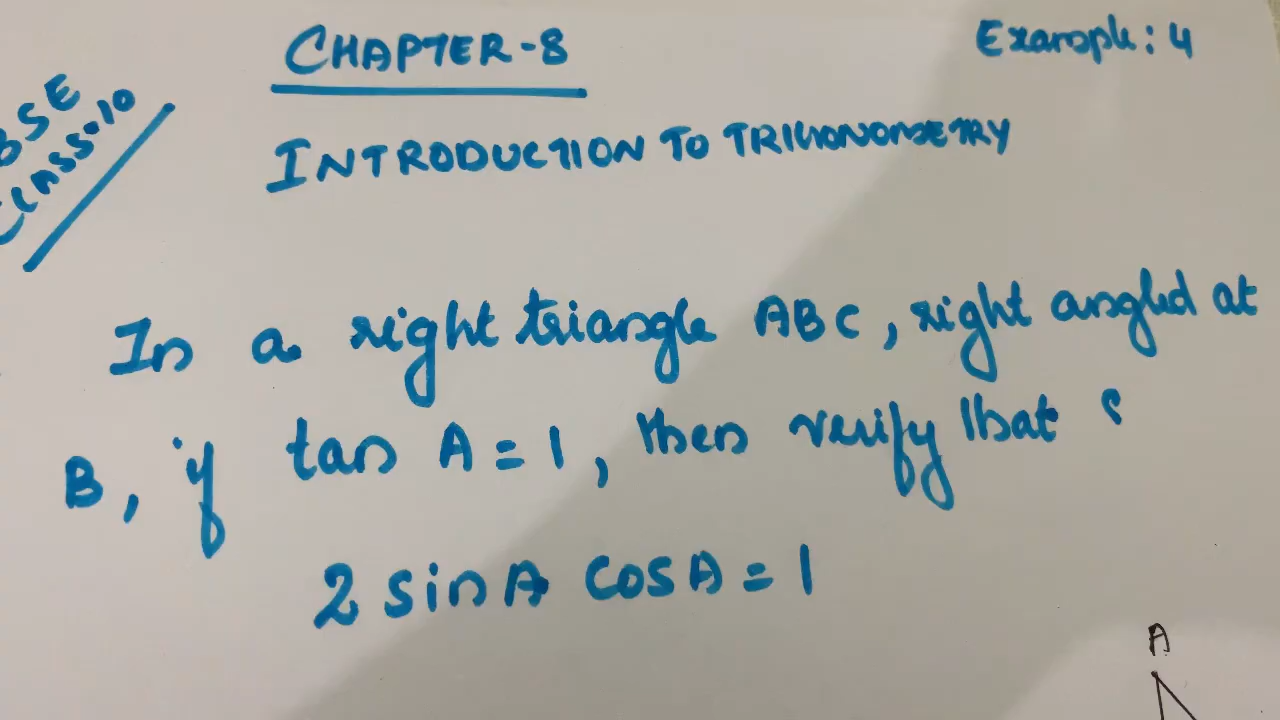 CHAPTER-8
Example: 4
BSE
CLASS-10
INTRODUCTION TO TRIGONOMETRY
In a right triangle ABC, right angled at
B, if tan A = 1, then verify that
2 sin A cos A = 1
A